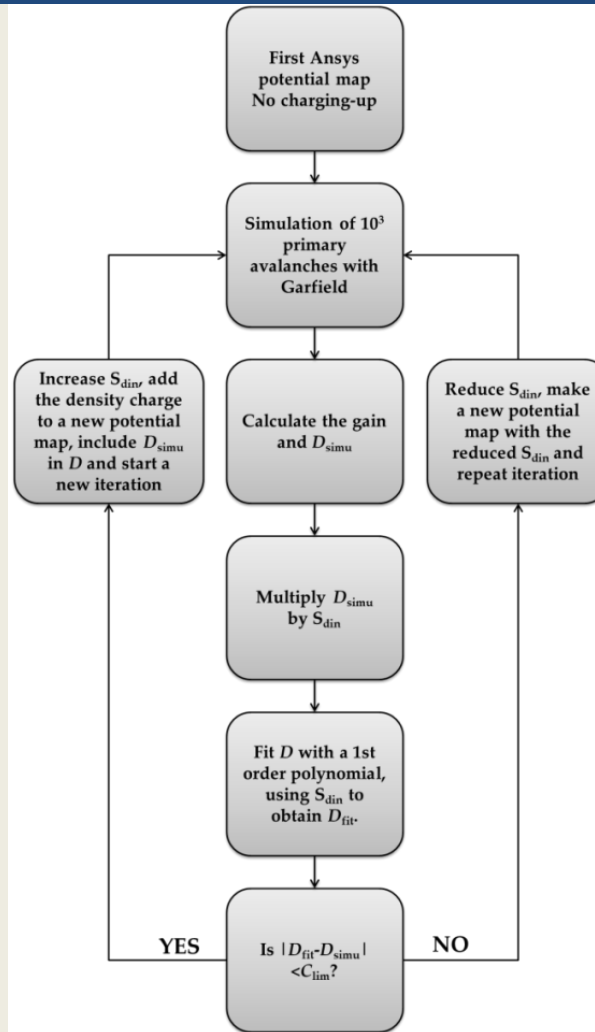 First Ansys
potential map
No charging-up
Simulation of 10³
primary
avalanches with
Garfield
Increase S_din, add
the density charge
to a new potential
map, include D_simu
in D and start a
new iteration
Calculate the gain
and D_simu
Reduce S_din, make
a new potential
map with the
reduced S_din and
repeat iteration
Multiply D_simu
by S_din
Fit D with a 1st
order polynomial,
using S_din to
obtain D_fit.
YES
Is |D_fit-D_simu|
<C_lim?
NO